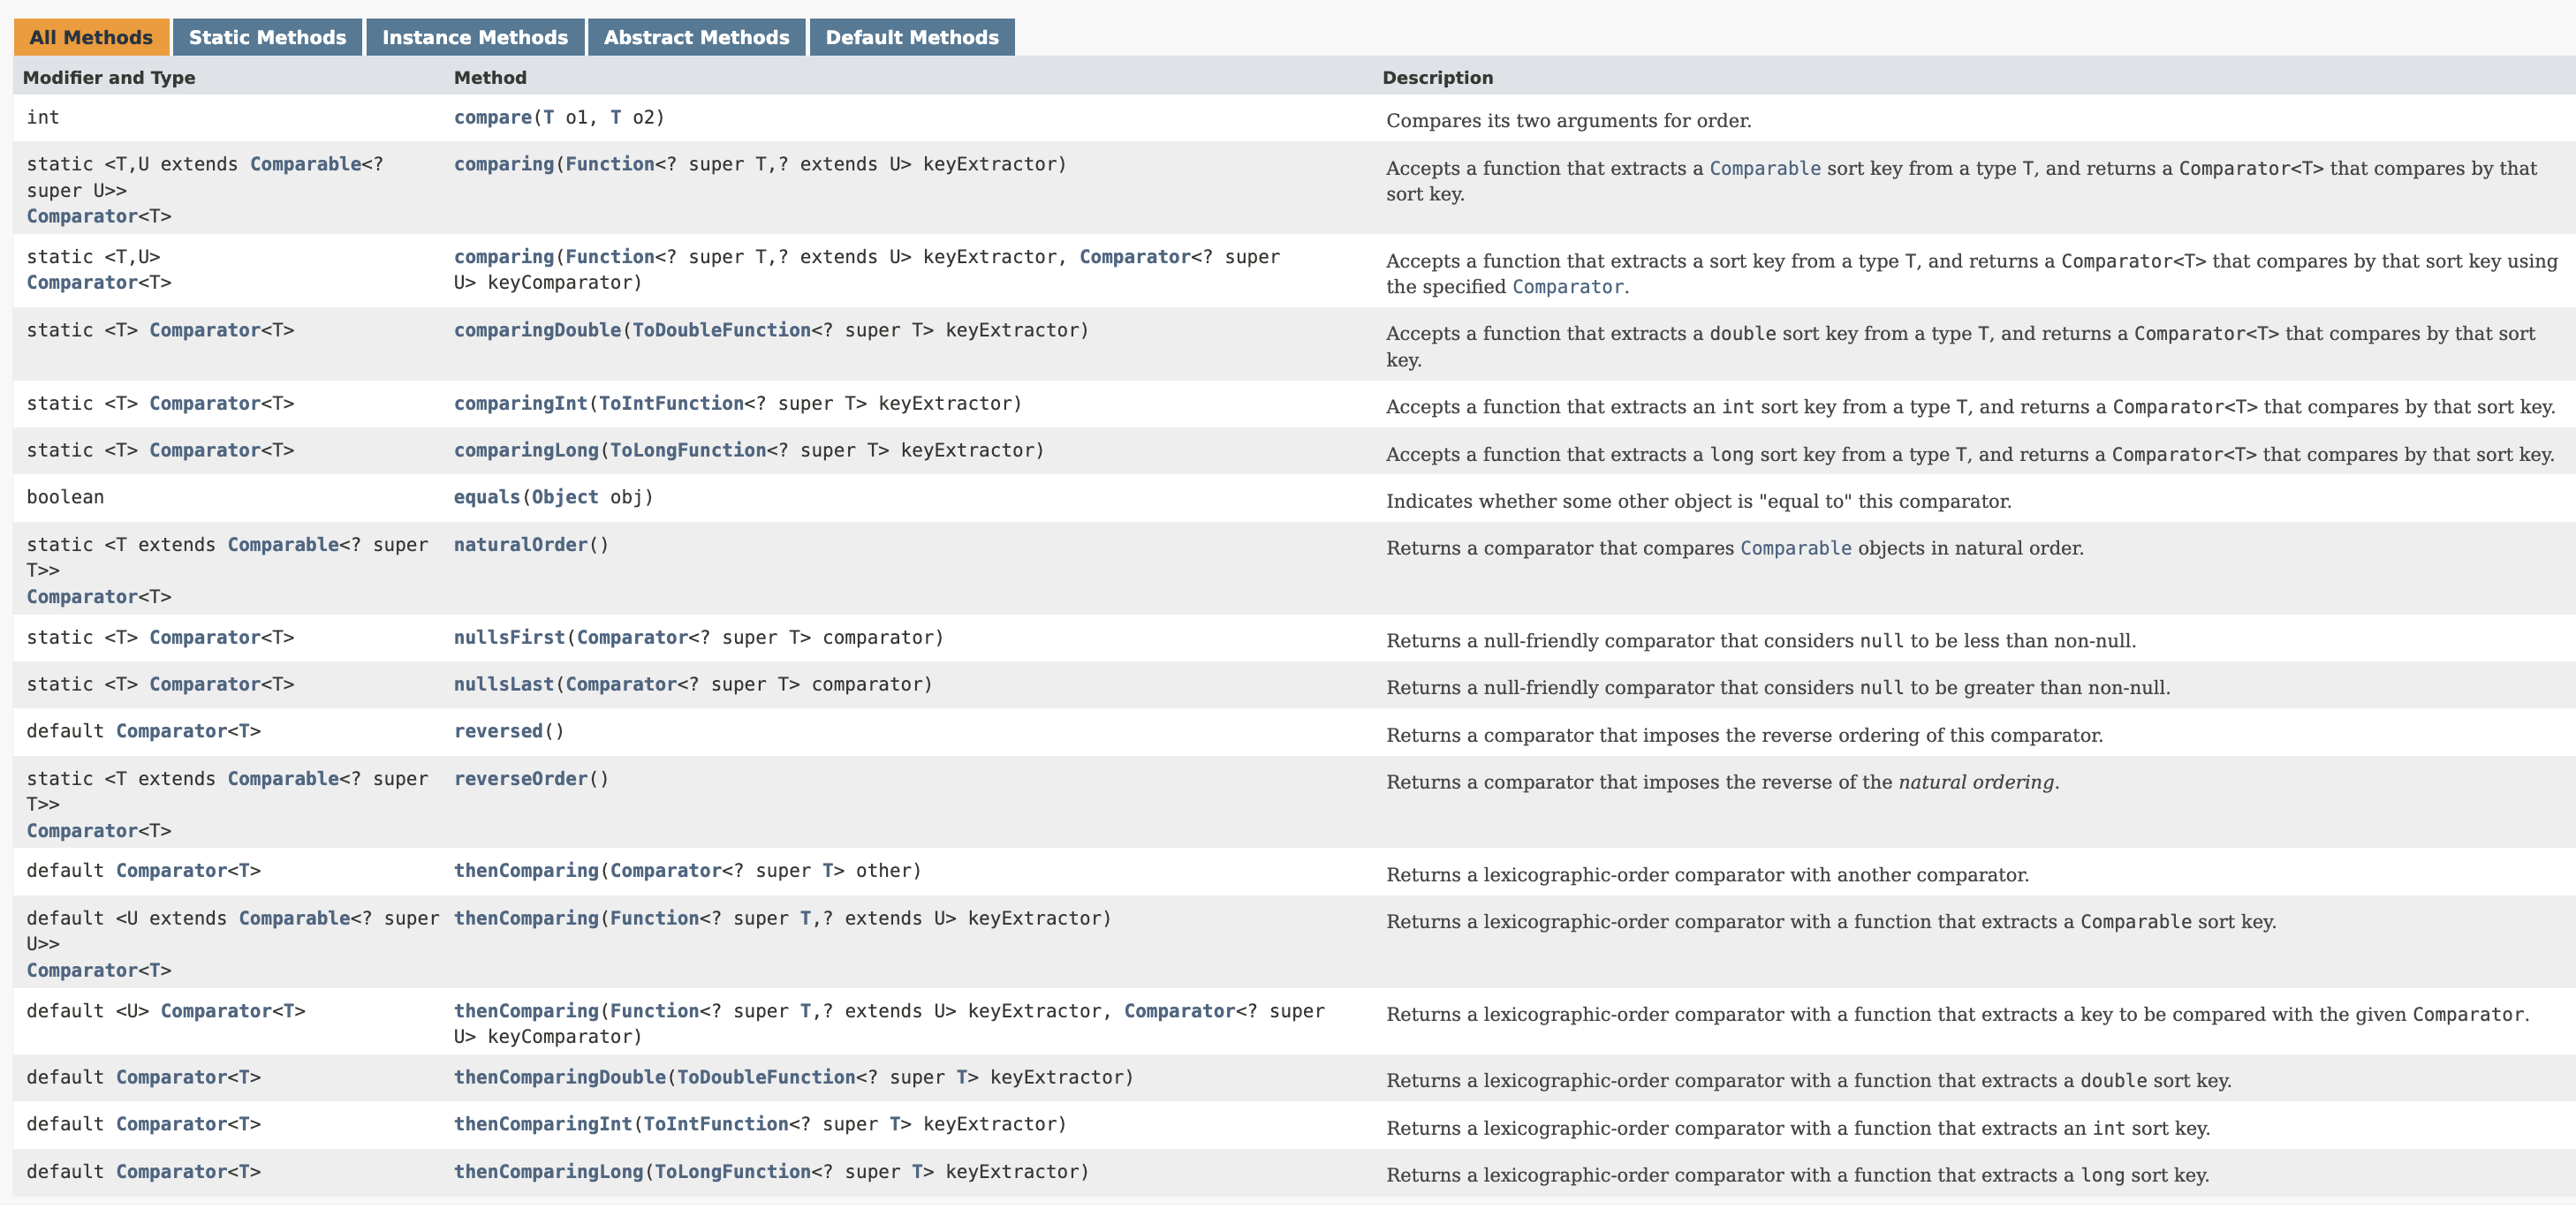 All Methods Static Methods Instance Methods Abstract Methods Default Methods
Modifier and Type Method Description
int compare(T o1, T o2) Compares its two arguments for order.
static <T,U extends Comparable<? super U>> Comparator<T> comparing(Function<? super T,? extends U> keyExtractor) Accepts a function that extracts a Comparable sort key from a type T, and returns a Comparator<T> that compares by that sort key.
static <T,U> Comparator<T> comparing(Function<? super T,? extends U> keyExtractor, Comparator<? super U> keyComparator) Accepts a function that extracts a sort key from a type T, and returns a Comparator<T> that compares by that sort key using the specified Comparator.
static <T> Comparator<T> comparingDouble(ToDoubleFunction<? super T> keyExtractor) Accepts a function that extracts a double sort key from a type T, and returns a Comparator<T> that compares by that sort key.
static <T> Comparator<T> comparingInt(ToIntFunction<? super T> keyExtractor) Accepts a function that extracts an int sort key from a type T, and returns a Comparator<T> that compares by that sort key.
static <T> Comparator<T> comparingLong(ToLongFunction<? super T> keyExtractor) Accepts a function that extracts a long sort key from a type T, and returns a Comparator<T> that compares by that sort key.
boolean equals(Object obj) Indicates whether some other object is "equal to" this comparator.
static <T extends Comparable<? super T>> Comparator<T> naturalOrder() Returns a comparator that compares Comparable objects in natural order.
static <T> Comparator<T> nullsFirst(Comparator<? super T> comparator) Returns a null-friendly comparator that considers null to be less than non-null.
static <T> Comparator<T> nullsLast(Comparator<? super T> comparator) Returns a null-friendly comparator that considers null to be greater than non-null.
default Comparator<T> reversed() Returns a comparator that imposes the reverse ordering of this comparator.
static <T extends Comparable<? super T>> Comparator<T> reverseOrder() Returns a comparator that imposes the reverse of the natural ordering.
default Comparator<T> thenComparing(Comparator<? super T> other) Returns a lexicographic-order comparator with another comparator.
default <U extends Comparable<? super U>> Comparator<T> thenComparing(Function<? super T,? extends U> keyExtractor) Returns a lexicographic-order comparator with a function that extracts a Comparable sort key.
default <U> Comparator<T> thenComparing(Function<? super T,? extends U> keyExtractor, Comparator<? super U> keyComparator) Returns a lexicographic-order comparator with a function that extracts a key to be compared with the given Comparator.
default Comparator<T> thenComparingDouble(ToDoubleFunction<? super T> keyExtractor) Returns a lexicographic-order comparator with a function that extracts a double sort key.
default Comparator<T> thenComparingInt(ToIntFunction<? super T> keyExtractor) Returns a lexicographic-order comparator with a function that extracts an int sort key.
default Comparator<T> thenComparingLong(ToLongFunction<? super T> keyExtractor) Returns a lexicographic-order comparator with a function that extracts a long sort key.